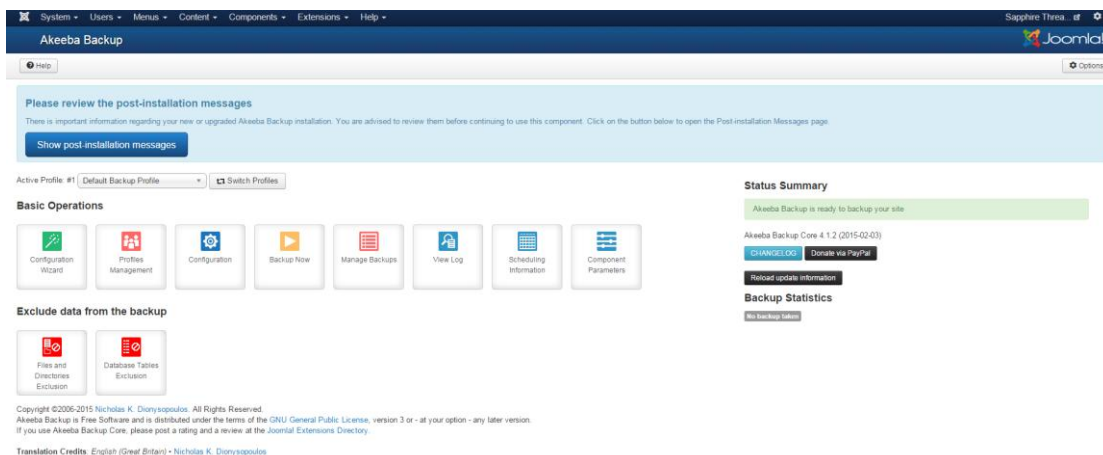 System Users Menus Content Components Extensions Help
Sapphire Threa...
Akeeba Backup
Joomla!
Help
Options
Please review the post-installation messages
There is important information regarding your new or upgraded Akeeba Backup installation. You are advised to review them before continuing to use this component. Click on the button below to open the Post-installation Messages page.
Show post-installation messages
Active Profile: #1 Default Backup Profile Switch Profiles
Basic Operations
Configuration
Wizard
Profiles
Management
Configuration
Backup Now
Manage Backups
View Log
Scheduling
Information
Component
Parameters
Exclude data from the backup
Files and
Directories
Exclusion
Database Tables
Exclusion
Status Summary
Akeeba Backup is ready to backup your site
Akeeba Backup Core 4.1.2 (2015-02-03)
CHANGELOG Donate via PayPal
Reload update information
Backup Statistics
No backup taken
Copyright ©2006-2015 Nicholas K. Dionysopoulos. All Rights Reserved.
Akeeba Backup is Free Software and is distributed under the terms of the GNU General Public License, version 3 or - at your option - any later version.
If you use Akeeba Backup Core, please post a rating and a review at the Joomla! Extensions Directory.
Translation Credits: English (Great Britain) • Nicholas K. Dionysopoulos